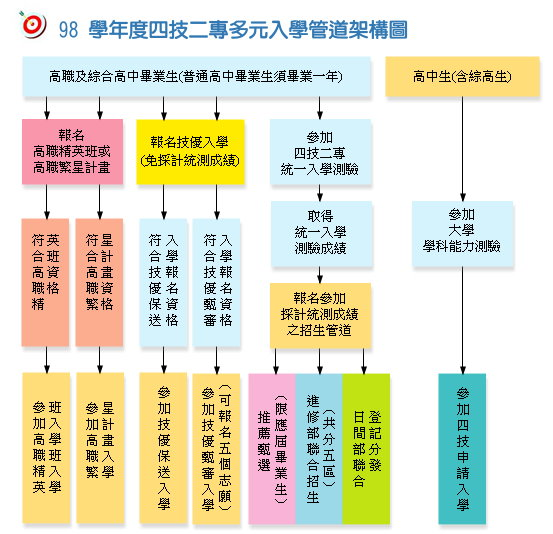 98 學年度四技二專多元入學管道架構圖
高職及綜合高中畢業生(普通高中畢業生須畢業一年)
高中生(含綜高生)
報名
高職精英班或
高職繁星計畫
報名技優入學
(免採計統測成績)
參加
四技二專
統一入學測驗
取得
統一入學
測驗成績
報名參加
採計統測成績
之招生管道
參加
大學
學科能力測驗
符合高職精
英班資格
符合高職繁
星計畫資格
符合技優保送
入學報名資格
符合技優甄審
入學報名資格
參加高職精英
班入學班入學
參加高職繁
星計畫入學
參加技優保送入學
參加技優甄審入學
(可報名五個志願)
推薦甄選
(限應屆畢業生)
進修部聯合招生
(共分五區)
日間部聯合
登記分發
參加四技申請入學